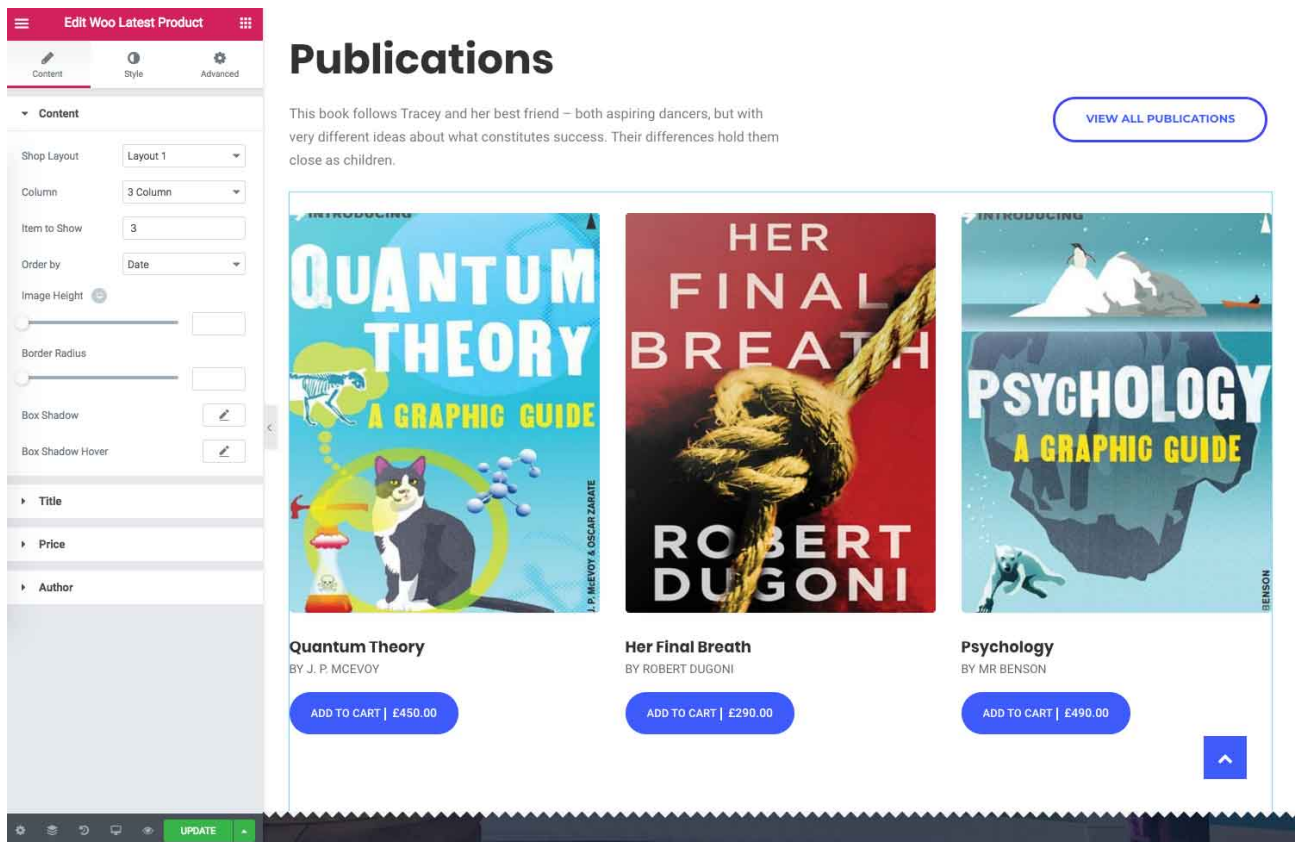 Edit Woo Latest Product
Content
Style
Advanced
Content
Shop Layout
Layout 1
Column
3 Column
Item to Show
3
Order by
Date
Image Height
Border Radius
Box Shadow
Box Shadow Hover
Title
Price
Author
UPDATE
Publications
This book follows Tracey and her best friend – both aspiring dancers, but with
very different ideas about what constitutes success. Their differences hold them
close as children.
VIEW ALL PUBLICATIONS
INTRODUCING
QUANTUM
THEORY
A GRAPHIC GUIDE
J. P. McEVOY & OSCAR ZARATE
HER
FINAL
BREATH
ROBERT
DUGONI
INTRODUCING
PSYCHOLOGY
A GRAPHIC GUIDE
BENSON
Quantum Theory
BY J. P. MCEVOY
ADD TO CART | £450.00
Her Final Breath
BY ROBERT DUGONI
ADD TO CART | £290.00
Psychology
BY MR BENSON
ADD TO CART | £490.00